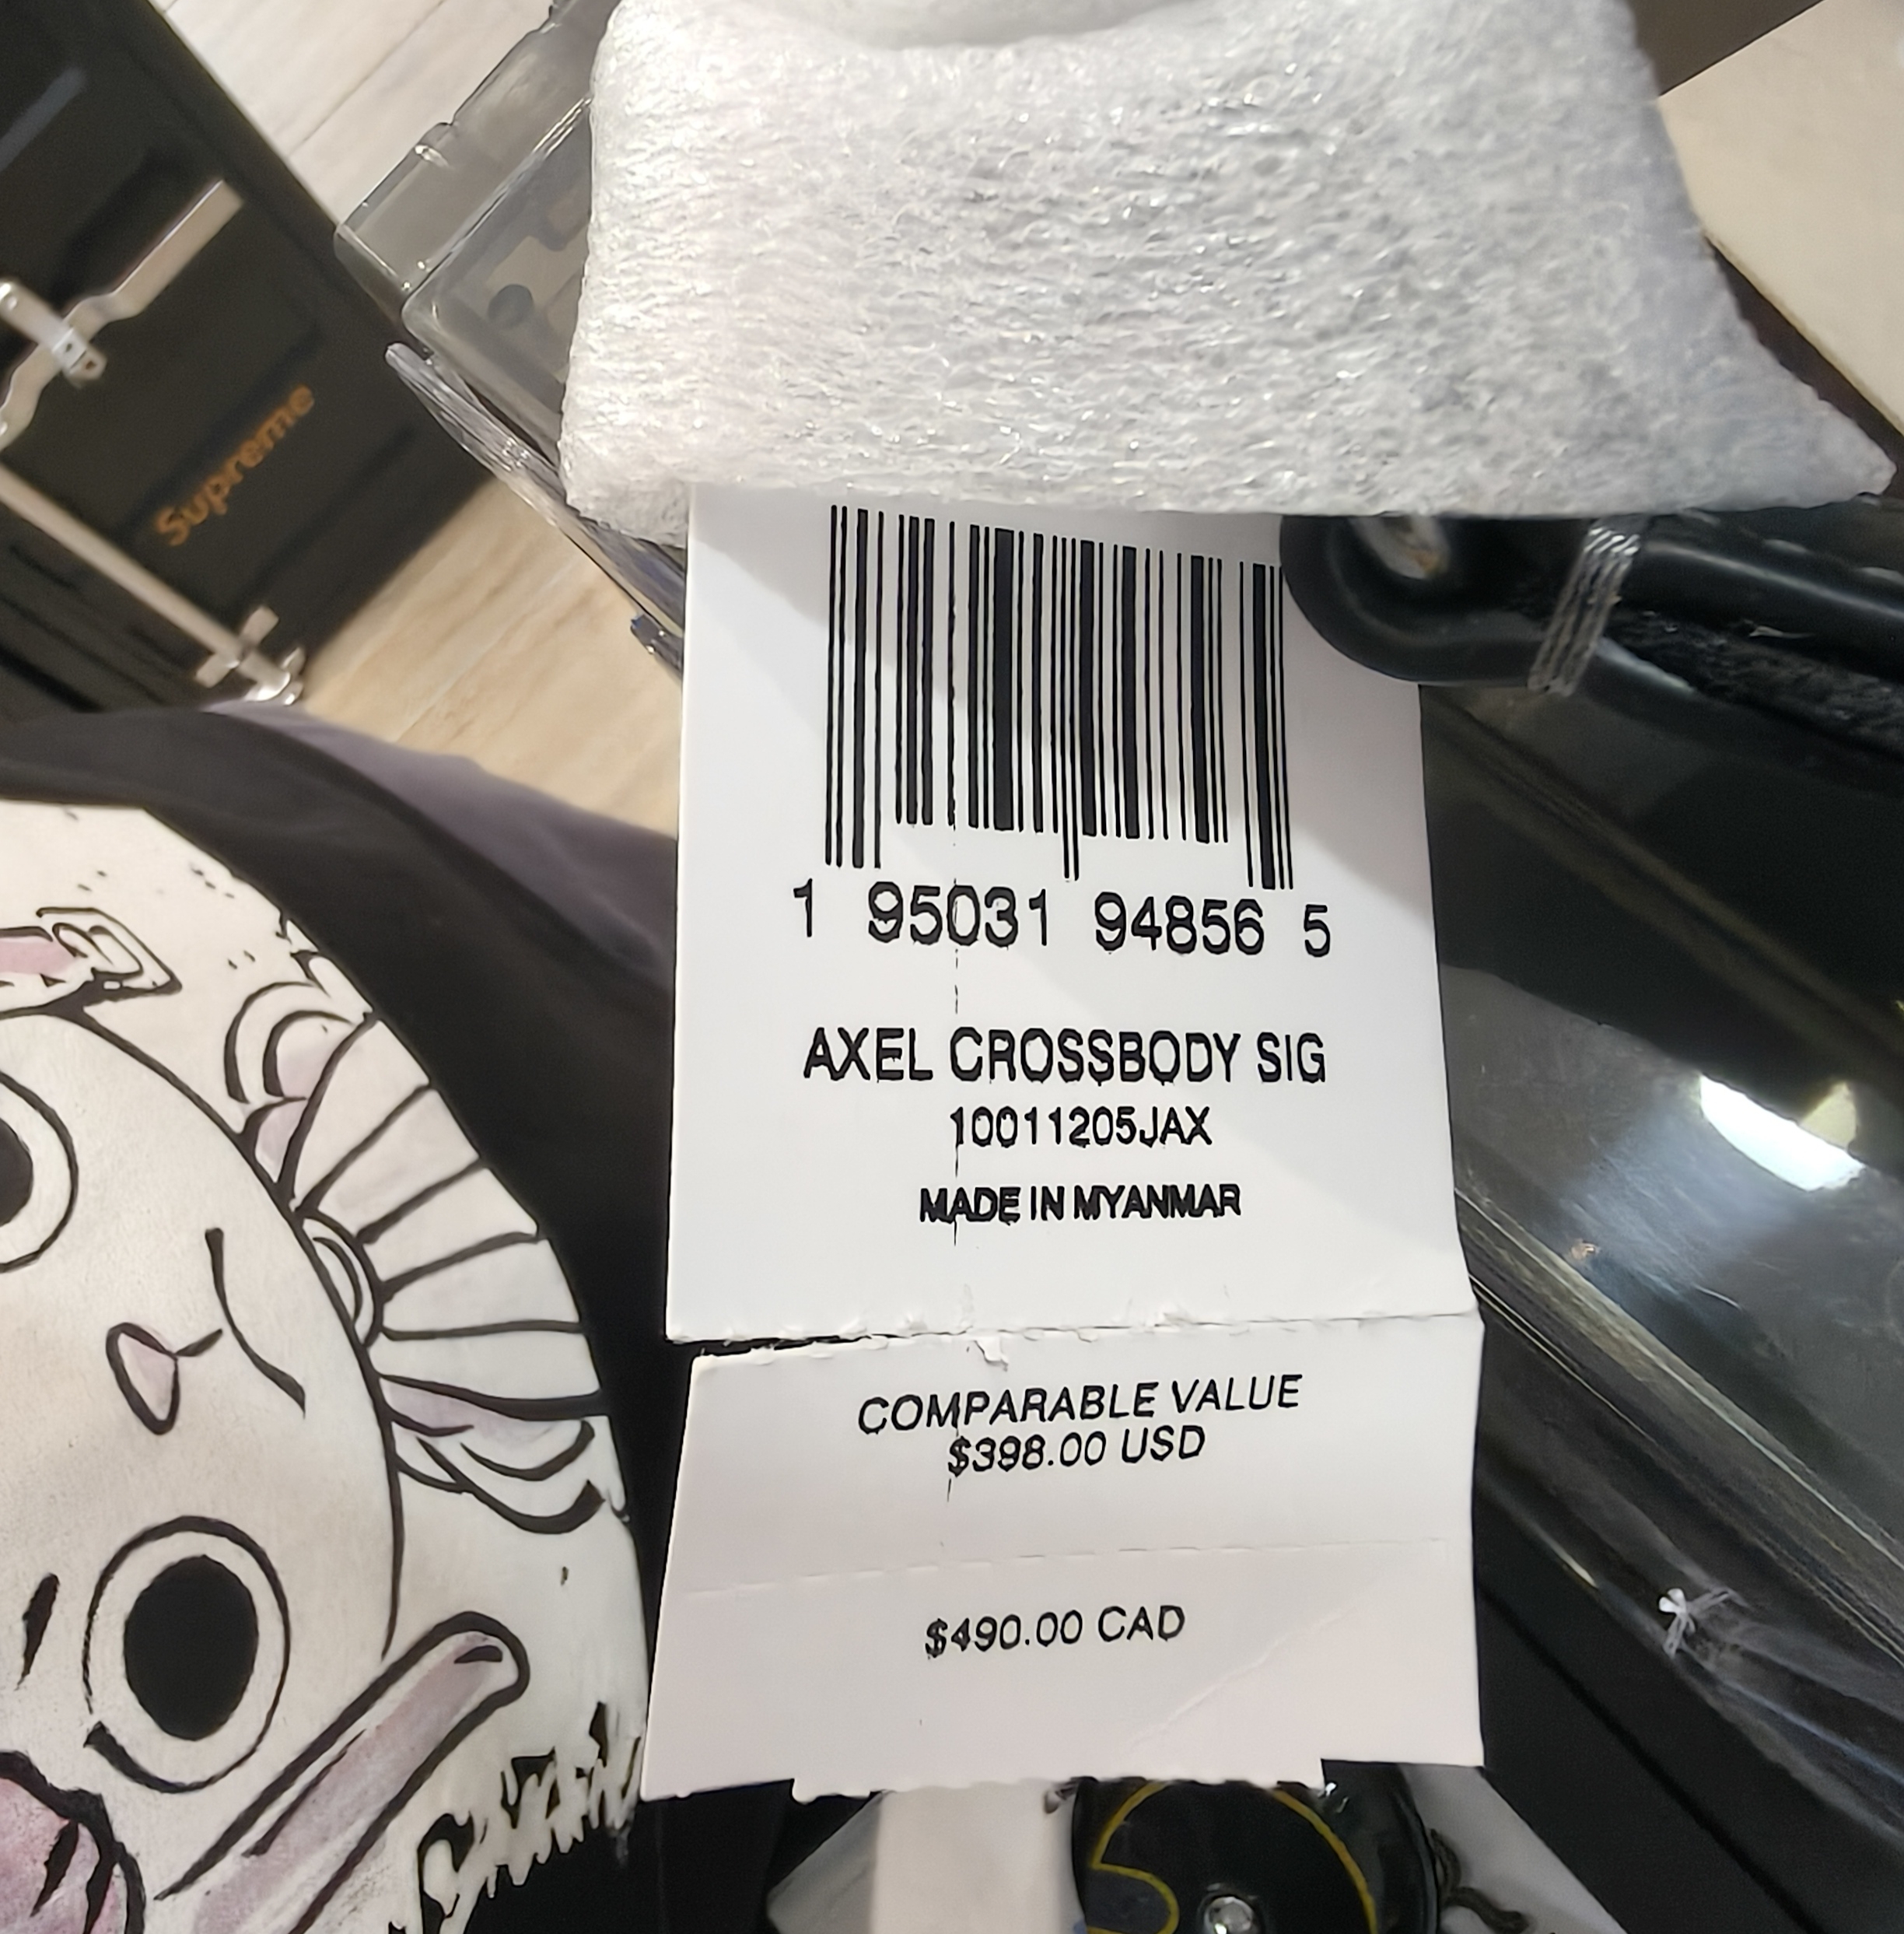 Supreme
1 95031 94856 5
AXEL CROSSBODY SIG
10011205JAX
MADE IN MYANMAR
COMPARABLE VALUE
$398.00 USD
$490.00 CAD